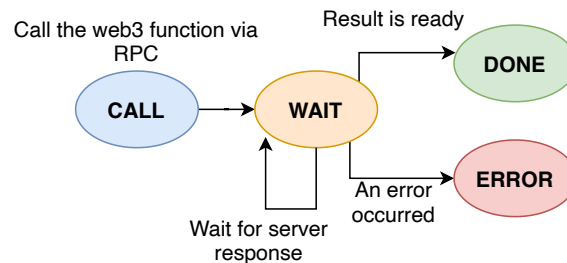 Call the web3 function via
RPC
Result is ready
CALL
WAIT
DONE
An error
occurred
ERROR
Wait for server
response